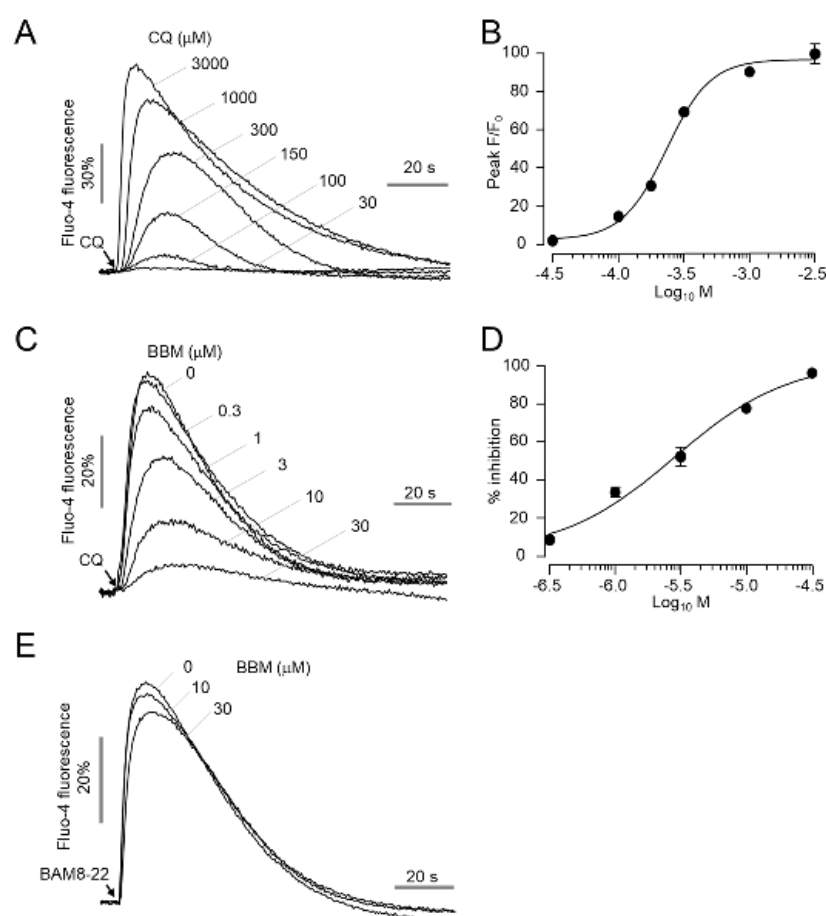 A
CQ (μM)
3000
1000
300
150
100
30
20 s
Fluo-4 fluorescence
30%
CQ
B
Peak F/F0
100
80
60
40
20
0
-4.5 -4.0 -3.5 -3.0 -2.5
Log10 M
C
BBM (μM)
0
0.3
1
3
10
30
20 s
Fluo-4 fluorescence
20%
CQ
D
% inhibition
100
80
60
40
20
0
-6.5 -6.0 -5.5 -5.0 -4.5
Log10 M
E
BBM (μM)
0
10
30
20 s
Fluo-4 fluorescence
20%
BAM8-22